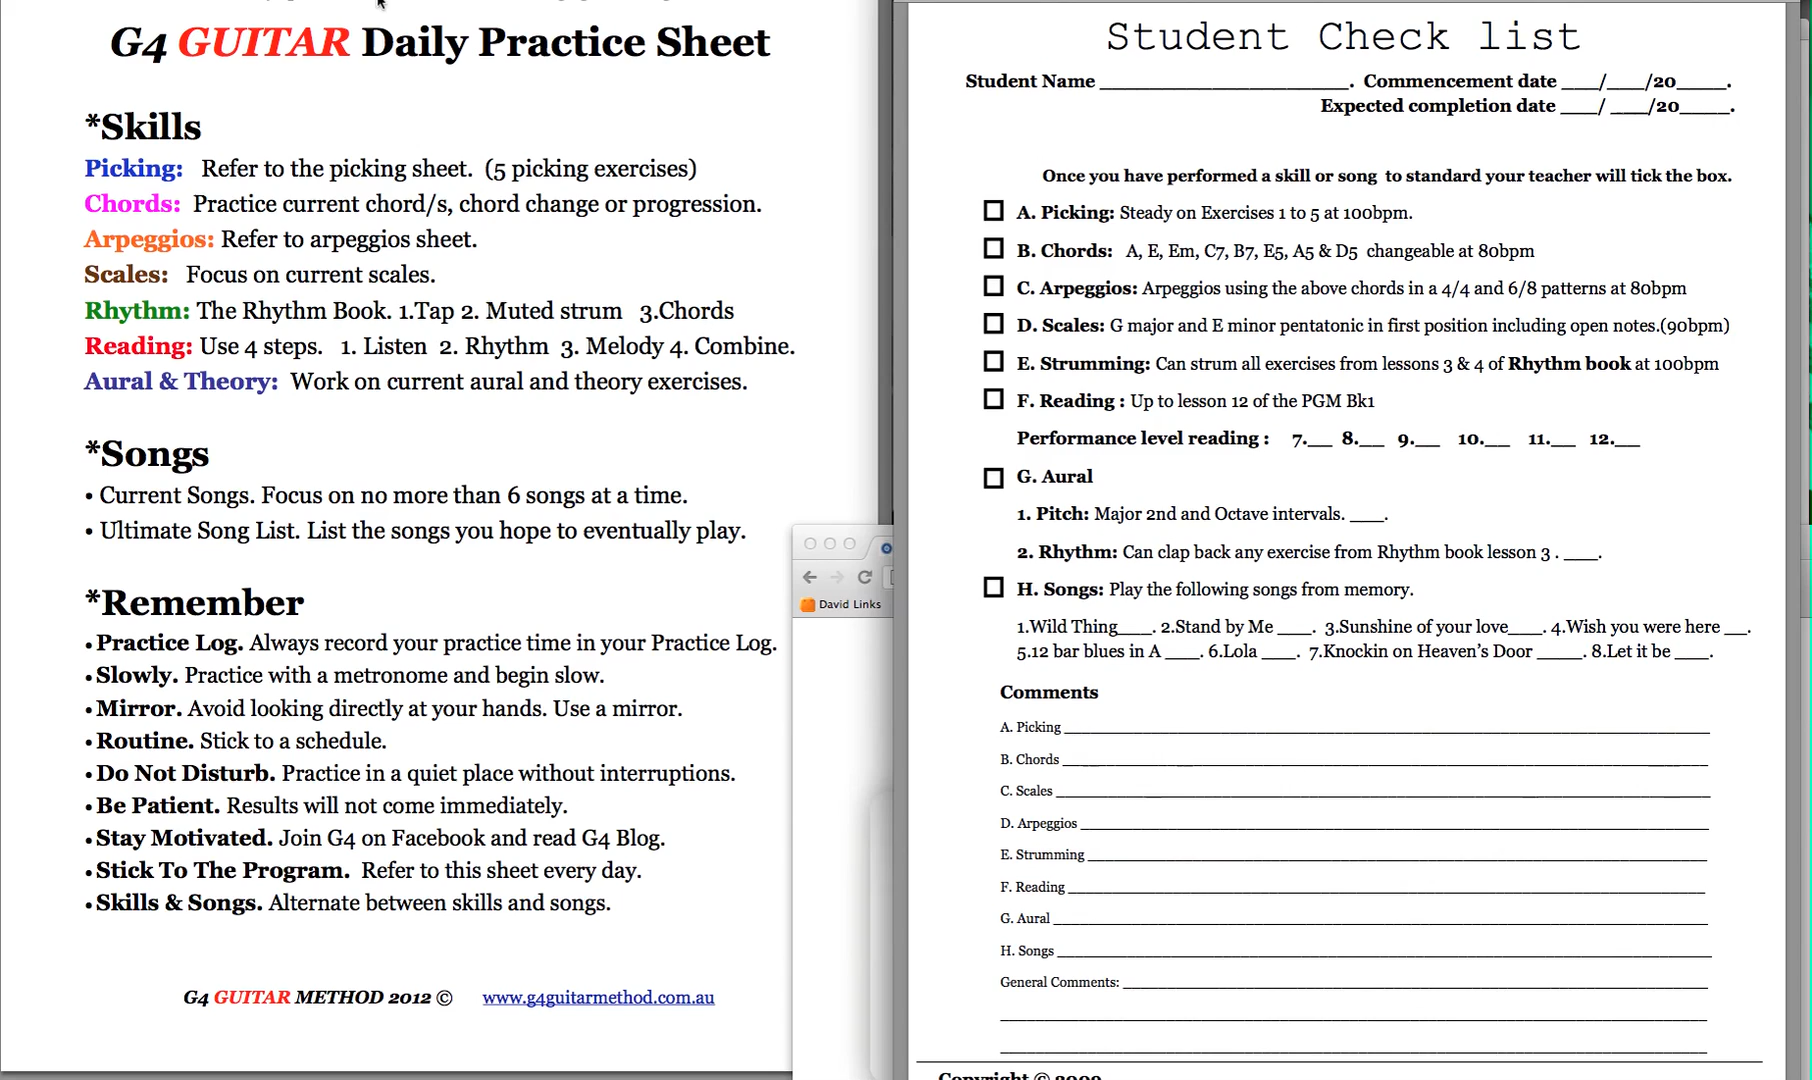 G4 GUITAR Daily Practice Sheet
*Skills
Picking: Refer to the picking sheet. (5 picking exercises)
Chords: Practice current chord/s, chord change or progression.
Arpeggios: Refer to arpeggios sheet.
Scales: Focus on current scales.
Rhythm: The Rhythm Book. 1.Tap 2. Muted strum 3.Chords
Reading: Use 4 steps. 1. Listen 2. Rhythm 3. Melody 4. Combine.
Aural & Theory: Work on current aural and theory exercises.
*Songs
• Current Songs. Focus on no more than 6 songs at a time.
• Ultimate Song List. List the songs you hope to eventually play.
*Remember
• Practice Log. Always record your practice time in your Practice Log.
• Slowly. Practice with a metronome and begin slow.
• Mirror. Avoid looking directly at your hands. Use a mirror.
• Routine. Stick to a schedule.
• Do Not Disturb. Practice in a quiet place without interruptions.
• Be Patient. Results will not come immediately.
• Stay Motivated. Join G4 on Facebook and read G4 Blog.
• Stick To The Program. Refer to this sheet every day.
• Skills & Songs. Alternate between skills and songs.
G4 GUITAR METHOD 2012 © www.g4guitarmethod.com.au
David Links
Student Check list
Student Name ______________________. Commencement date ___/___/20____.
Expected completion date ___/ ___/20____.
Once you have performed a skill or song to standard your teacher will tick the box.
A. Picking: Steady on Exercises 1 to 5 at 100bpm.
B. Chords: A, E, Em, C7, B7, E5, A5 & D5 changeable at 80bpm
C. Arpeggios: Arpeggios using the above chords in a 4/4 and 6/8 patterns at 80bpm
D. Scales: G major and E minor pentatonic in first position including open notes.(90bpm)
E. Strumming: Can strum all exercises from lessons 3 & 4 of Rhythm book at 100bpm
F. Reading : Up to lesson 12 of the PGM Bk1
Performance level reading : 7.__ 8.__ 9.__ 10.__ 11.__ 12.__
G. Aural
1. Pitch: Major 2nd and Octave intervals. ___.
2. Rhythm: Can clap back any exercise from Rhythm book lesson 3 . ___.
H. Songs: Play the following songs from memory.
1.Wild Thing___. 2.Stand by Me ___. 3.Sunshine of your love___. 4.Wish you were here __.
5.12 bar blues in A ___. 6.Lola ___. 7.Knockin on Heaven's Door ____. 8.Let it be ___.
Comments
A. Picking
B. Chords
C. Scales
D. Arpeggios
E. Strumming
F. Reading
G. Aural
H. Songs
General Comments:
Copyright © 2009